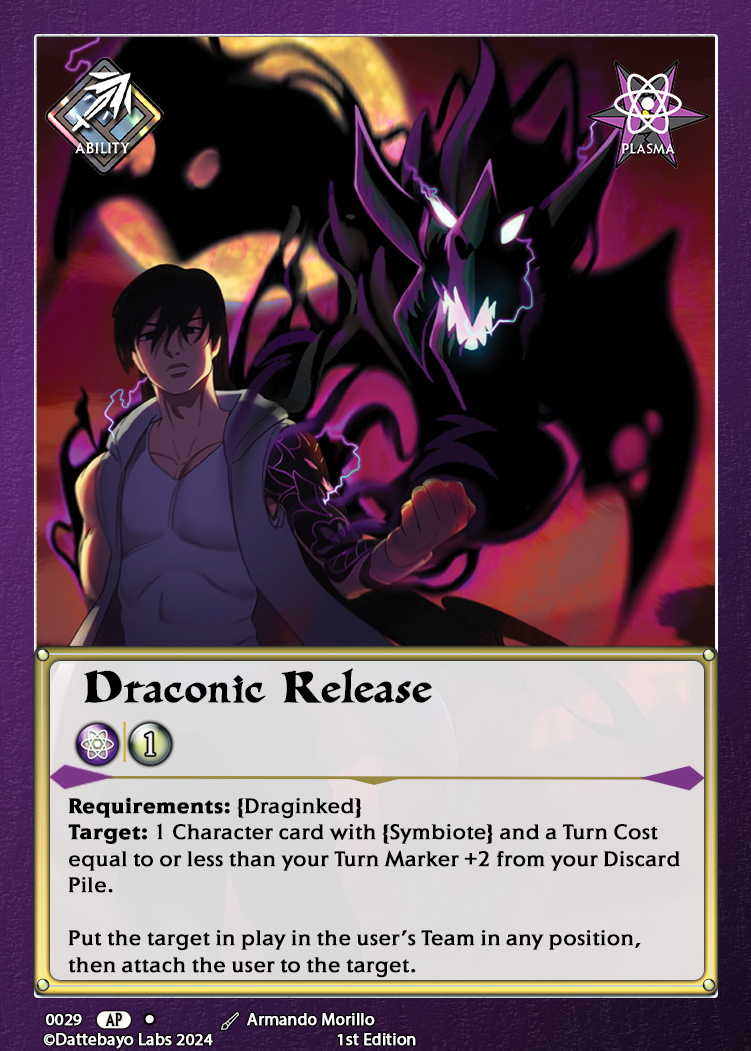 ABILITY
PLASMA
Draconic Release
1
Requirements: {Draginked}
Target: 1 Character card with {Symbiote} and a Turn Cost
equal to or less than your Turn Marker +2 from your Discard
Pile.
Put the target in play in the user's Team in any position,
then attach the user to the target.
0029 AP • Armando Morillo
©Dattebayo Labs 2024 1st Edition